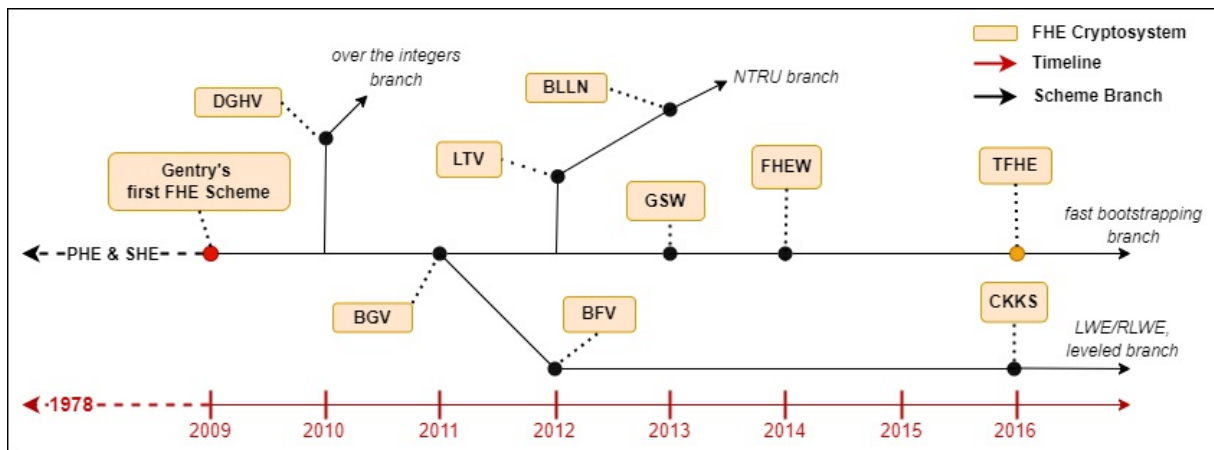 FHE Cryptosystem
Timeline
Scheme Branch
over the integers
branch
NTRU branch
DGHV
BLLN
Gentry's
first FHE Scheme
LTV
GSW
FHEW
TFHE
fast bootstrapping
branch
PHE & SHE
BGV
BFV
CKKS
LWE/RLWE,
leveled branch
1978
2009
2010
2011
2012
2013
2014
2015
2016